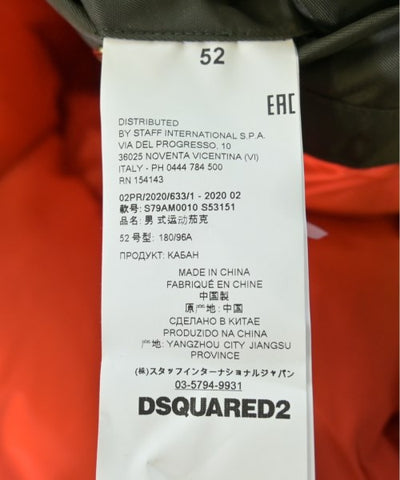 52
EAC
DISTRIBUTED
BY STAFF INTERNATIONAL S.P.A.
VIA DEL PROGRESSO, 10
36025 NOVENTA VICENTINA (VI)
ITALY - PH 0444 784 500
RN 154143
02PR/2020/633/1 - 2020 02
款号: S79AM0010 S53151
品名: 男式运动茄克
52 号型: 180/96A
ПРОДУКТ: КАБАН
MADE IN CHINA
FABRIQUÉ EN CHINE
中国製
原产地:中国
СДЕЛАНО В КИТАЕ
PRODUZIDO NA CHINA
地址: YANGZHOU CITY JIANGSU
PROVINCE
(株)スタッフインターナショナルジャパン
03-5794-9931
DSQUARED2